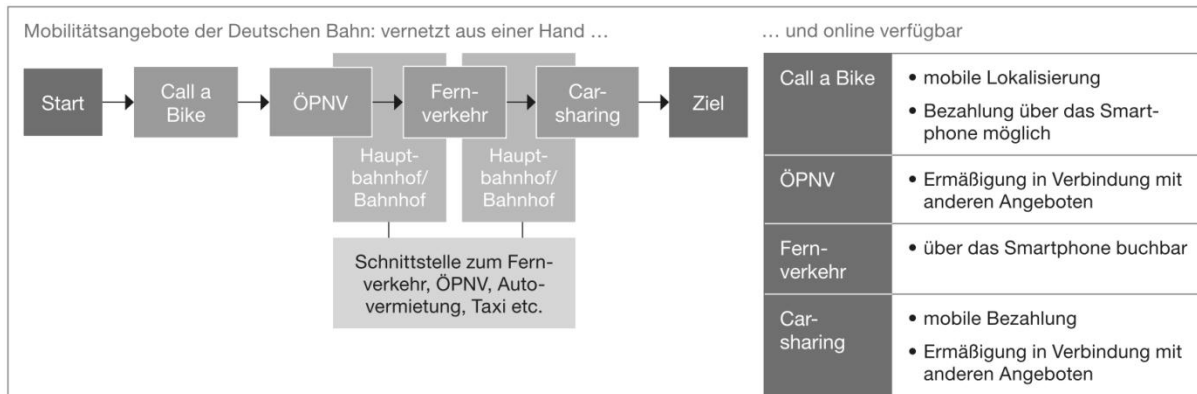 Mobilitätsangebote der Deutschen Bahn: vernetzt aus einer Hand …
Start
Call a
Bike
ÖPNV
Fern-
verkehr
Car-
sharing
Ziel
Haupt-
bahnhof/
Bahnhof
Haupt-
bahnhof/
Bahnhof
Schnittstelle zum Fern-
verkehr, ÖPNV, Auto-
vermietung, Taxi etc.
… und online verfügbar
Call a Bike
• mobile Lokalisierung
• Bezahlung über das Smart-
phone möglich
ÖPNV
• Ermäßigung in Verbindung mit
anderen Angeboten
Fern-
verkehr
• über das Smartphone buchbar
Car-
sharing
• mobile Bezahlung
• Ermäßigung in Verbindung mit
anderen Angeboten